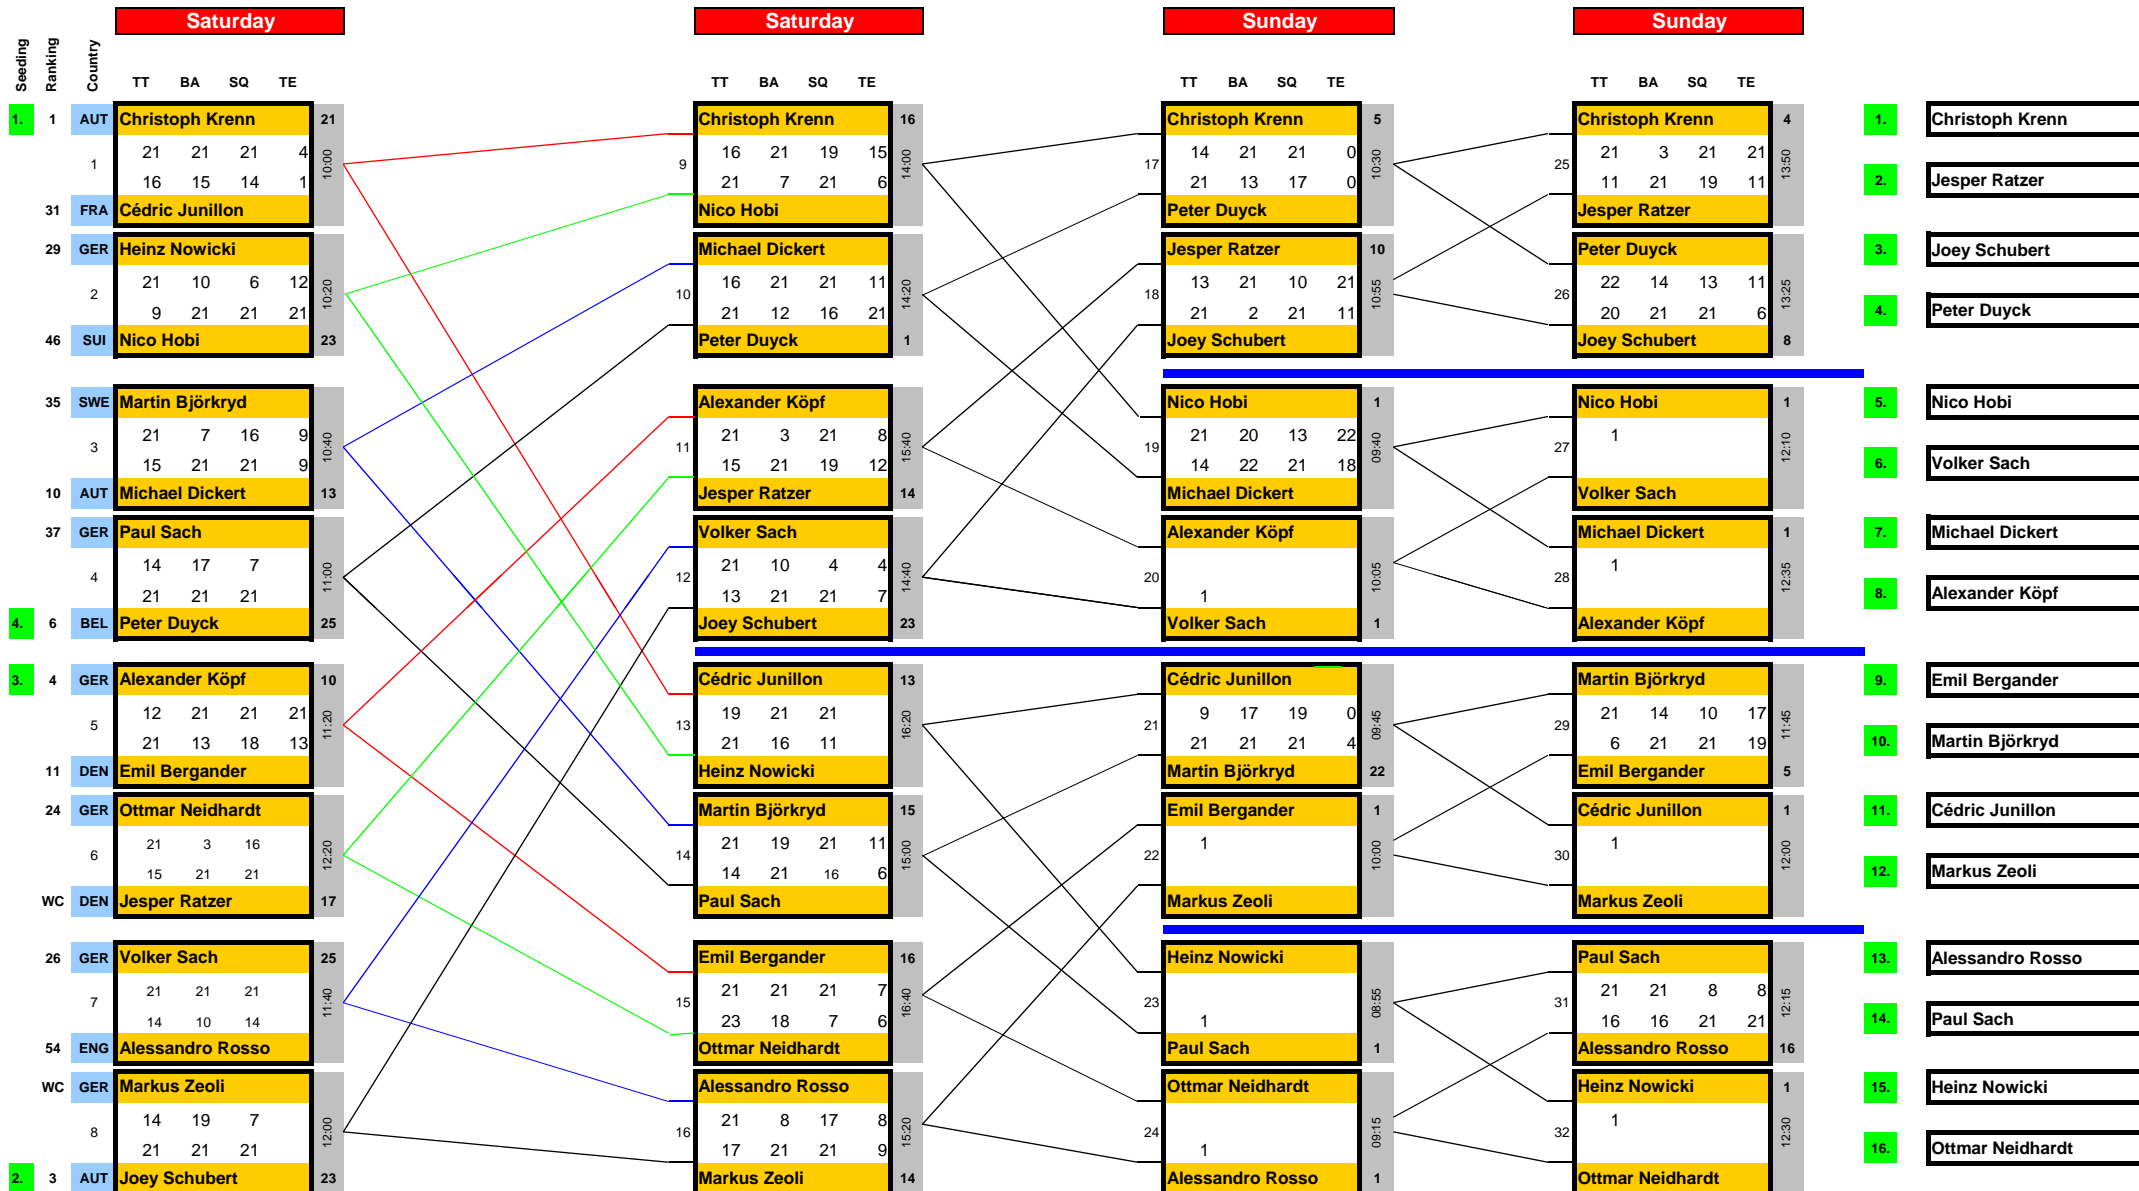 Saturday Saturday Sunday Sunday
Seeding Ranking Country
TT BA SQ TE TT BA SQ TE TT BA SQ TE TT BA SQ TE
1. 1 AUT Christoph Krenn 21 Christoph Krenn 16 Christoph Krenn 5 Christoph Krenn 4 1. Christoph Krenn
21 21 21 4 16 21 19 15 14 21 21 0 21 3 21 21
1 10:00 9 14:00 17 10:30 25 13:50
16 15 14 1 21 7 21 6 21 13 17 0 11 21 19 11 2. Jesper Ratzer
31 FRA Cédric Junillon Nico Hobi Peter Duyck Jesper Ratzer
29 GER Heinz Nowicki Michael Dickert Jesper Ratzer 10 Peter Duyck 3. Joey Schubert
21 10 6 12 16 21 21 11 13 21 10 21 22 14 13 11
2 10:20 10 14:20 18 10:55 26 13:25
9 21 21 21 21 12 16 21 21 2 21 11 20 21 21 6 4. Peter Duyck
46 SUI Nico Hobi 23 Peter Duyck 1 Joey Schubert Joey Schubert 8
35 SWE Martin Björkryd Alexander Köpf Nico Hobi 1 Nico Hobi 1 5. Nico Hobi
21 7 16 9 21 3 21 8 21 20 13 22 1
3 10:40 11 15:40 19 09:40 27 12:10
15 21 21 9 15 21 19 12 14 22 21 18 6. Volker Sach
10 AUT Michael Dickert 13 Jesper Ratzer 14 Michael Dickert Volker Sach
37 GER Paul Sach Volker Sach Alexander Köpf Michael Dickert 1 7. Michael Dickert
14 17 7 21 10 4 4 1
4 11:00 12 14:40 20 10:05 28 12:35
21 21 21 13 21 21 7 1 8. Alexander Köpf
4. 6 BEL Peter Duyck 25 Joey Schubert 23 Volker Sach 1 Alexander Köpf
3. 4 GER Alexander Köpf 10 Cédric Junillon 13 Cédric Junillon Martin Björkryd 9. Emil Bergander
12 21 21 21 19 21 21 9 17 19 0 21 14 10 17
5 11:20 13 16:20 21 09:45 29 11:45
21 13 18 13 21 16 11 21 21 21 4 6 21 21 19 10. Martin Björkryd
11 DEN Emil Bergander Heinz Nowicki Martin Björkryd 22 Emil Bergander 5
24 GER Ottmar Neidhardt Martin Björkryd 15 Emil Bergander 1 Cédric Junillon 1 11. Cédric Junillon
21 3 16 21 19 21 11 1 1
6 12:20 14 15:00 22 10:00 30 12:00
15 21 21 14 21 16 6 12. Markus Zeoli
WC DEN Jesper Ratzer 17 Paul Sach Markus Zeoli Markus Zeoli
26 GER Volker Sach 25 Emil Bergander 16 Heinz Nowicki Paul Sach 13. Alessandro Rosso
21 21 21 21 21 21 7 21 21 8 8
7 11:40 15 16:40 23 08:55 31 12:15
14 10 14 23 18 7 6 1 16 16 21 21 14. Paul Sach
54 ENG Alessandro Rosso Ottmar Neidhardt Paul Sach 1 Alessandro Rosso 16
WC GER Markus Zeoli Alessandro Rosso Ottmar Neidhardt Heinz Nowicki 1 15. Heinz Nowicki
14 19 7 21 8 17 8 1
8 12:00 16 15:20 24 09:15 32 12:30
21 21 21 17 21 21 9 1 16. Ottmar Neidhardt
2. 3 AUT Joey Schubert 23 Markus Zeoli 14 Alessandro Rosso 1 Ottmar Neidhardt